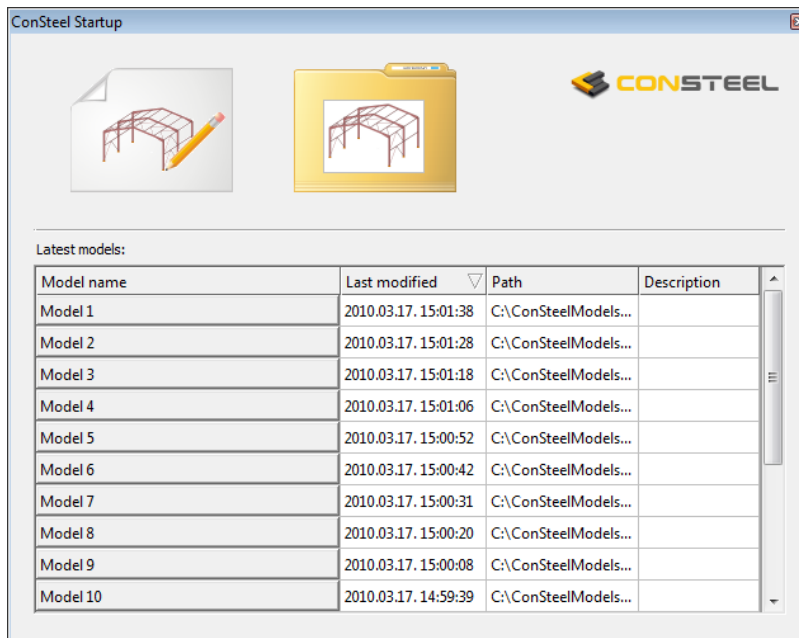 ConSteel Startup
CONSTEEL
Latest models:
Model name Last modified Path Description
Model 1 2010.03.17. 15:01:38 C:\ConSteelModels...
Model 2 2010.03.17. 15:01:28 C:\ConSteelModels...
Model 3 2010.03.17. 15:01:18 C:\ConSteelModels...
Model 4 2010.03.17. 15:01:06 C:\ConSteelModels...
Model 5 2010.03.17. 15:00:52 C:\ConSteelModels...
Model 6 2010.03.17. 15:00:42 C:\ConSteelModels...
Model 7 2010.03.17. 15:00:31 C:\ConSteelModels...
Model 8 2010.03.17. 15:00:20 C:\ConSteelModels...
Model 9 2010.03.17. 15:00:08 C:\ConSteelModels...
Model 10 2010.03.17. 14:59:39 C:\ConSteelModels...